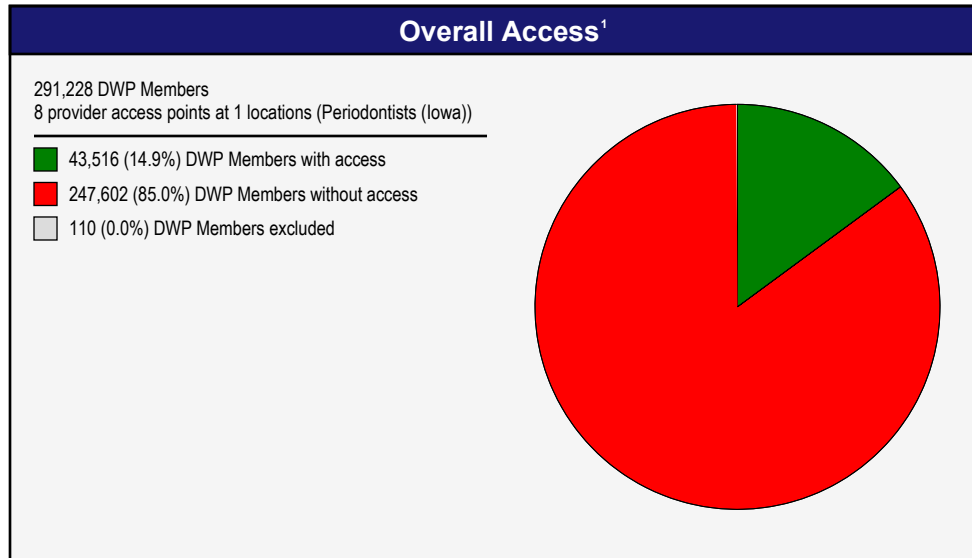 Overall Access¹
291,228 DWP Members
8 provider access points at 1 locations (Periodontists (Iowa))
43,516 (14.9%) DWP Members with access
247,602 (85.0%) DWP Members without access
110 (0.0%) DWP Members excluded